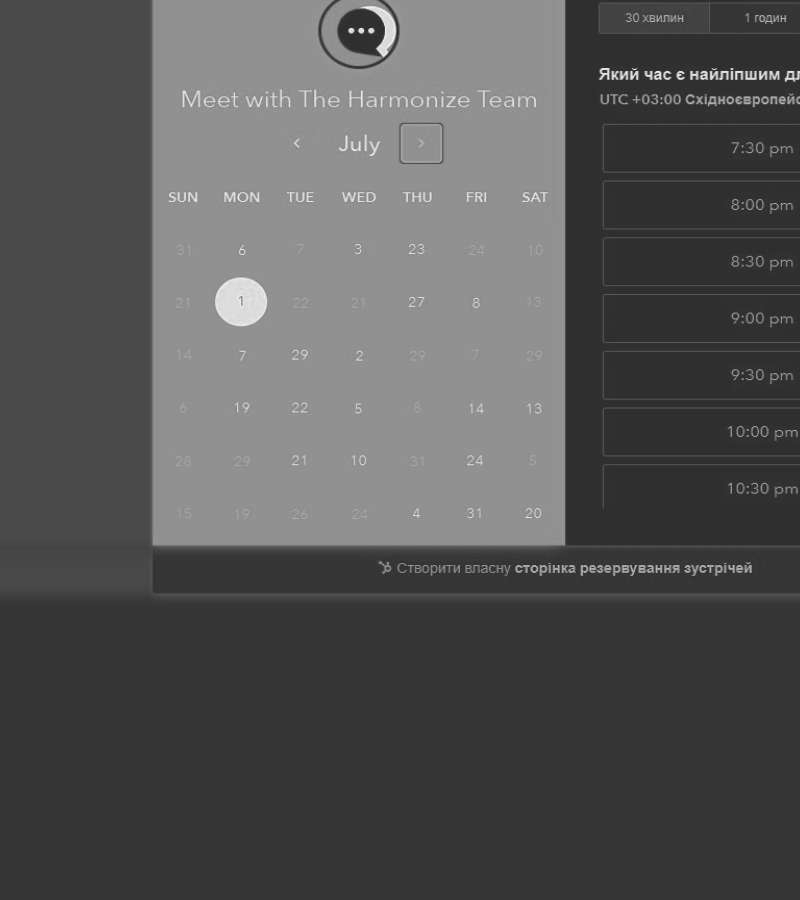 30 хвилин 1 годин
Meet with The Harmonize Team
Який час є найліпшим
UTC +03:00
July
SUN MON TUE WED THU FRI SAT
31 6 7 3 23 24 10
21 1 22 21 27 8 13
14 7 29 2 29 7 29
6 19 22 5 8 14 13
28 29 21 10 31 24 5
15 19 26 24 4 31 20
7:30 pm
8:00 pm
8:30 pm
9:00 pm
9:30 pm
10:00 pm
10:30 pm
Створити власну сторінка резервування зустрічей